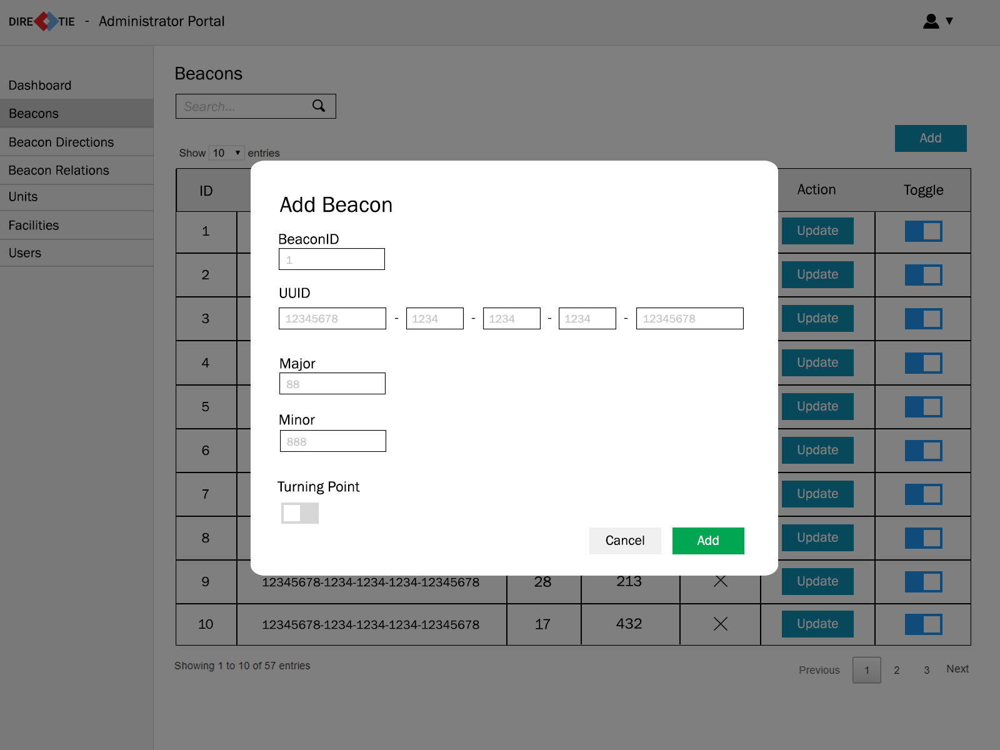 DIRE TIE - Administrator Portal
▼
Dashboard
Beacons
Beacon Directions
Beacon Relations
Units
Facilities
Users
Beacons
Search...
Add
Show 10 ▼ entries
ID Action Toggle
1 Update
2 Update
3 Update
4 Update
5 Update
6 Update
7 Update
8 Update
9 12345678-1234-1234-1234-12345678 28 213 Update
10 12345678-1234-1234-1234-12345678 17 432 Update
Add Beacon
BeaconID
1
UUID
12345678 - 1234 - 1234 - 1234 - 12345678
Major
88
Minor
888
Turning Point
Cancel Add
Showing 1 to 10 of 57 entries
Previous 1 2 3 Next